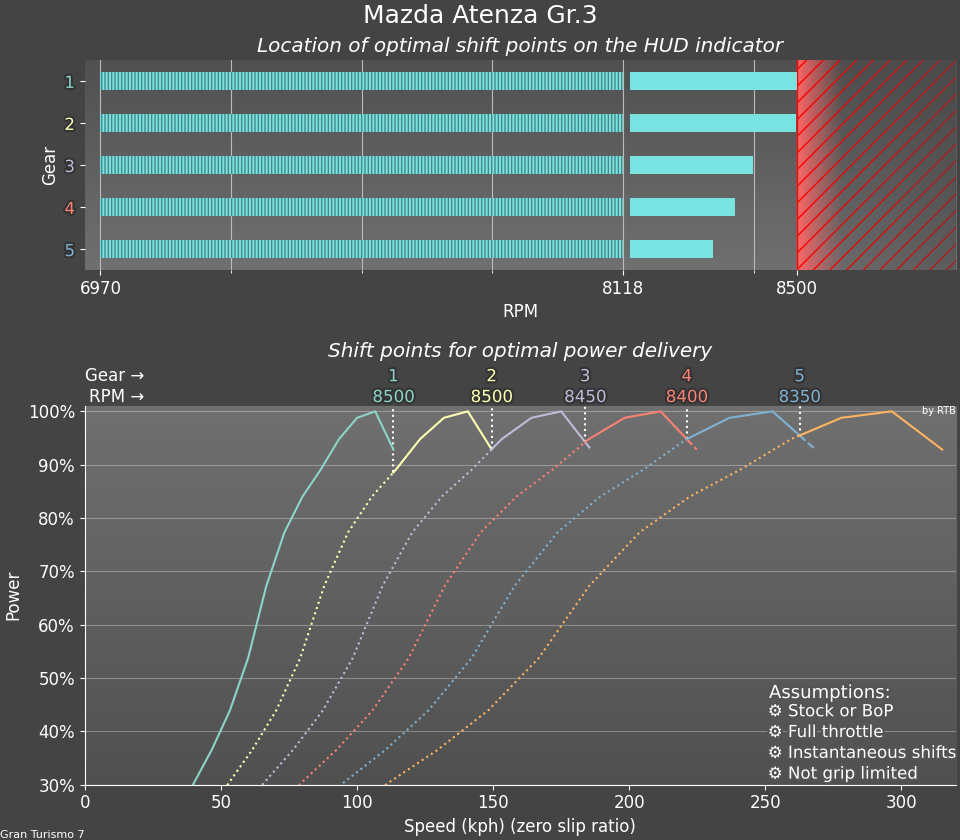 Mazda Atenza Gr.3
Location of optimal shift points on the HUD indicator
Gear
1
2
3
4
5
6970 8118 8500
RPM
Shift points for optimal power delivery
Gear → 1 2 3 4 5
RPM → 8500 8500 8450 8400 8350
by RTB
Power
100%
90%
80%
70%
60%
50%
40%
30%
Assumptions:
⚙ Stock or BoP
⚙ Full throttle
⚙ Instantaneous shifts
⚙ Not grip limited
0 50 100 150 200 250 300
Speed (kph) (zero slip ratio)
Gran Turismo 7